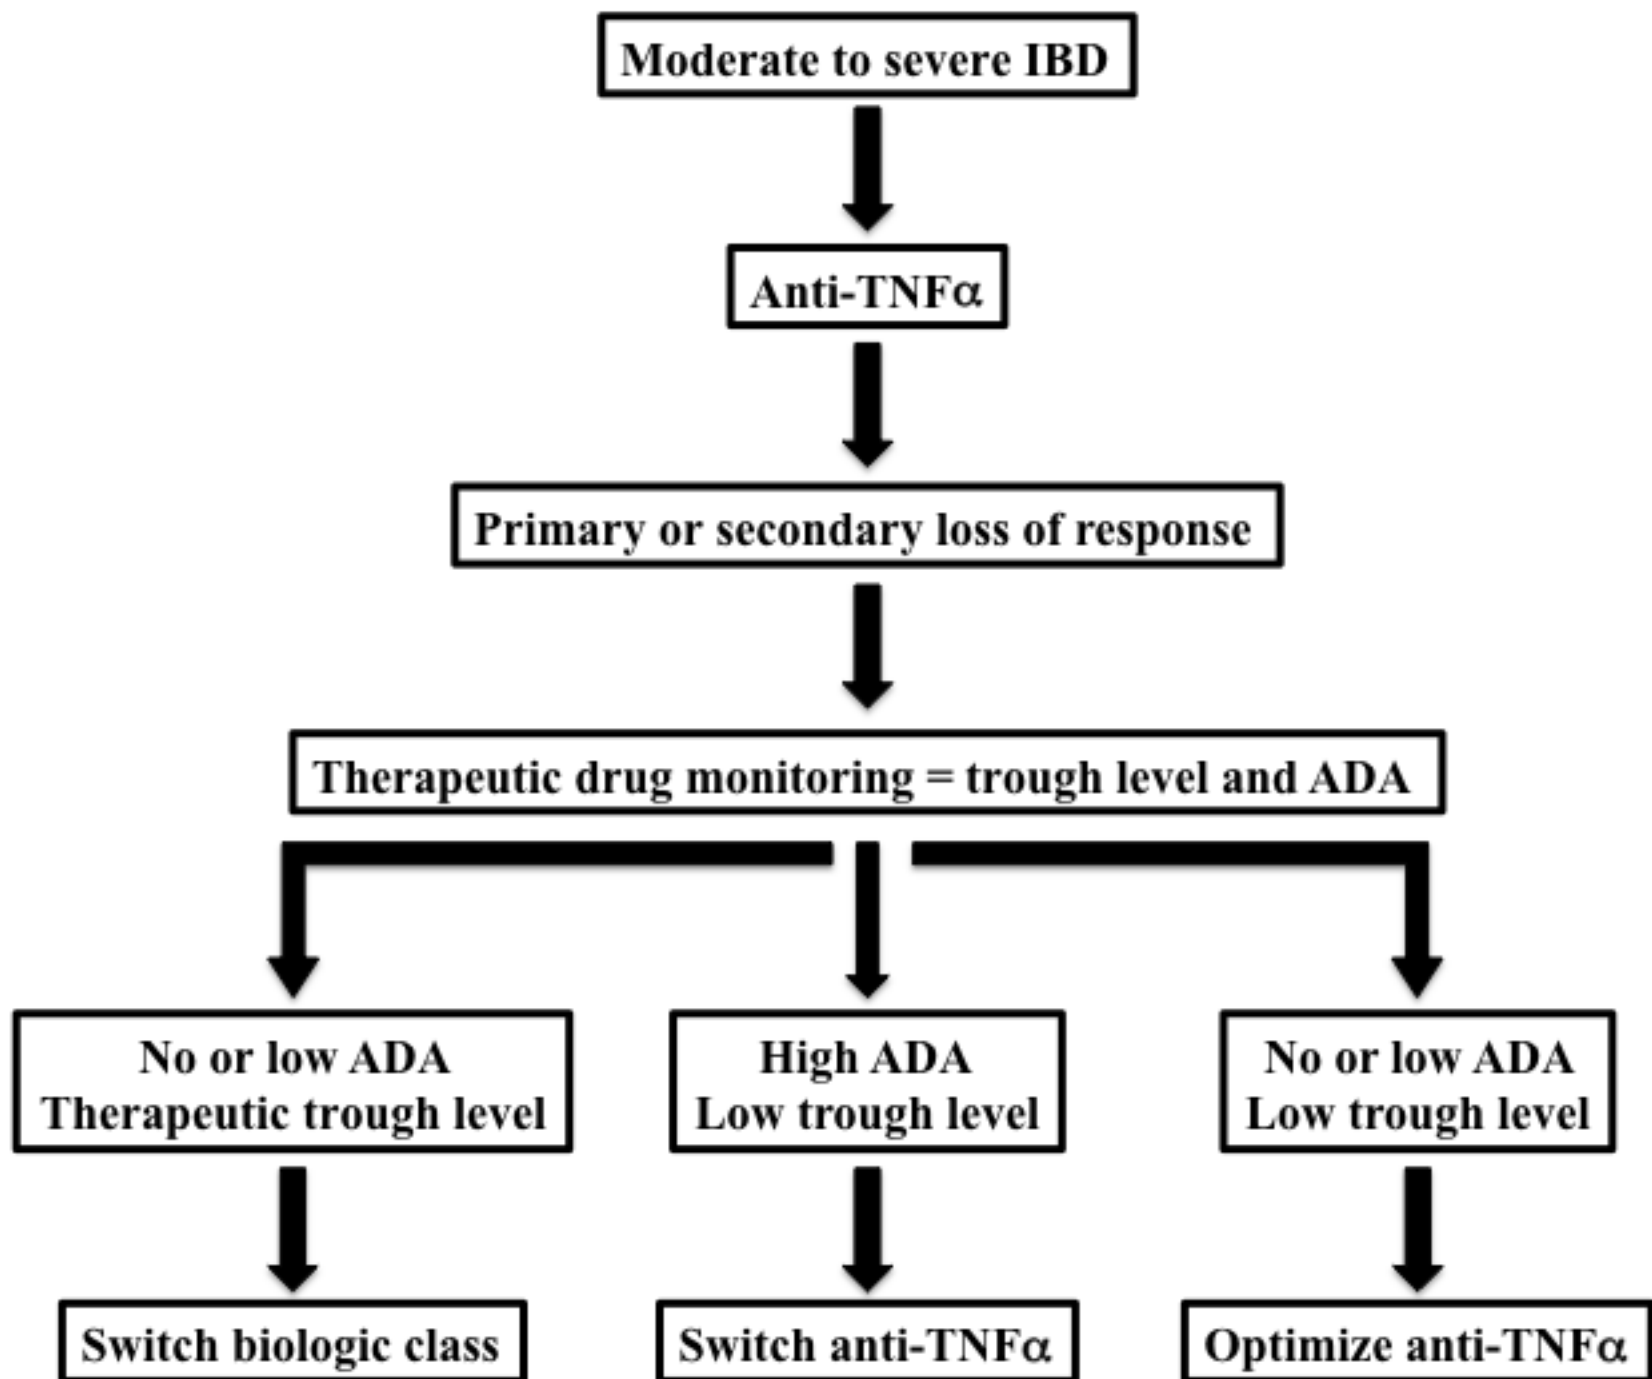 Moderate to severe IBD
Anti-TNFα
Primary or secondary loss of response
Therapeutic drug monitoring = trough level and ADA
No or low ADA
Therapeutic trough level
High ADA
Low trough level
No or low ADA
Low trough level
Switch biologic class
Switch anti-TNFα
Optimize anti-TNFα